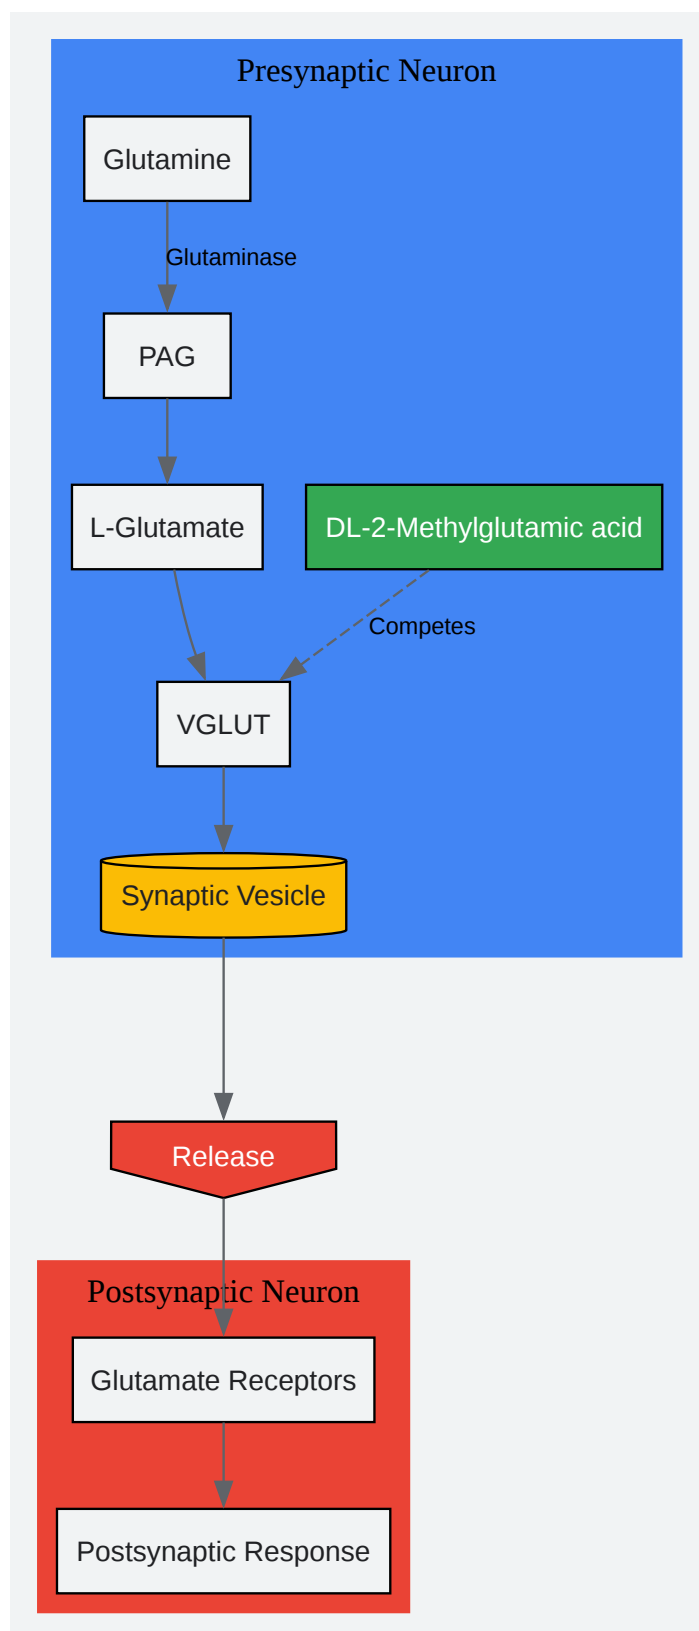 Presynaptic Neuron
Glutamine
Glutaminase
PAG
L-Glutamate
DL-2-Methylglutamic acid
Competes
VGLUT
Synaptic Vesicle
Release
Postsynaptic Neuron
Glutamate Receptors
Postsynaptic Response